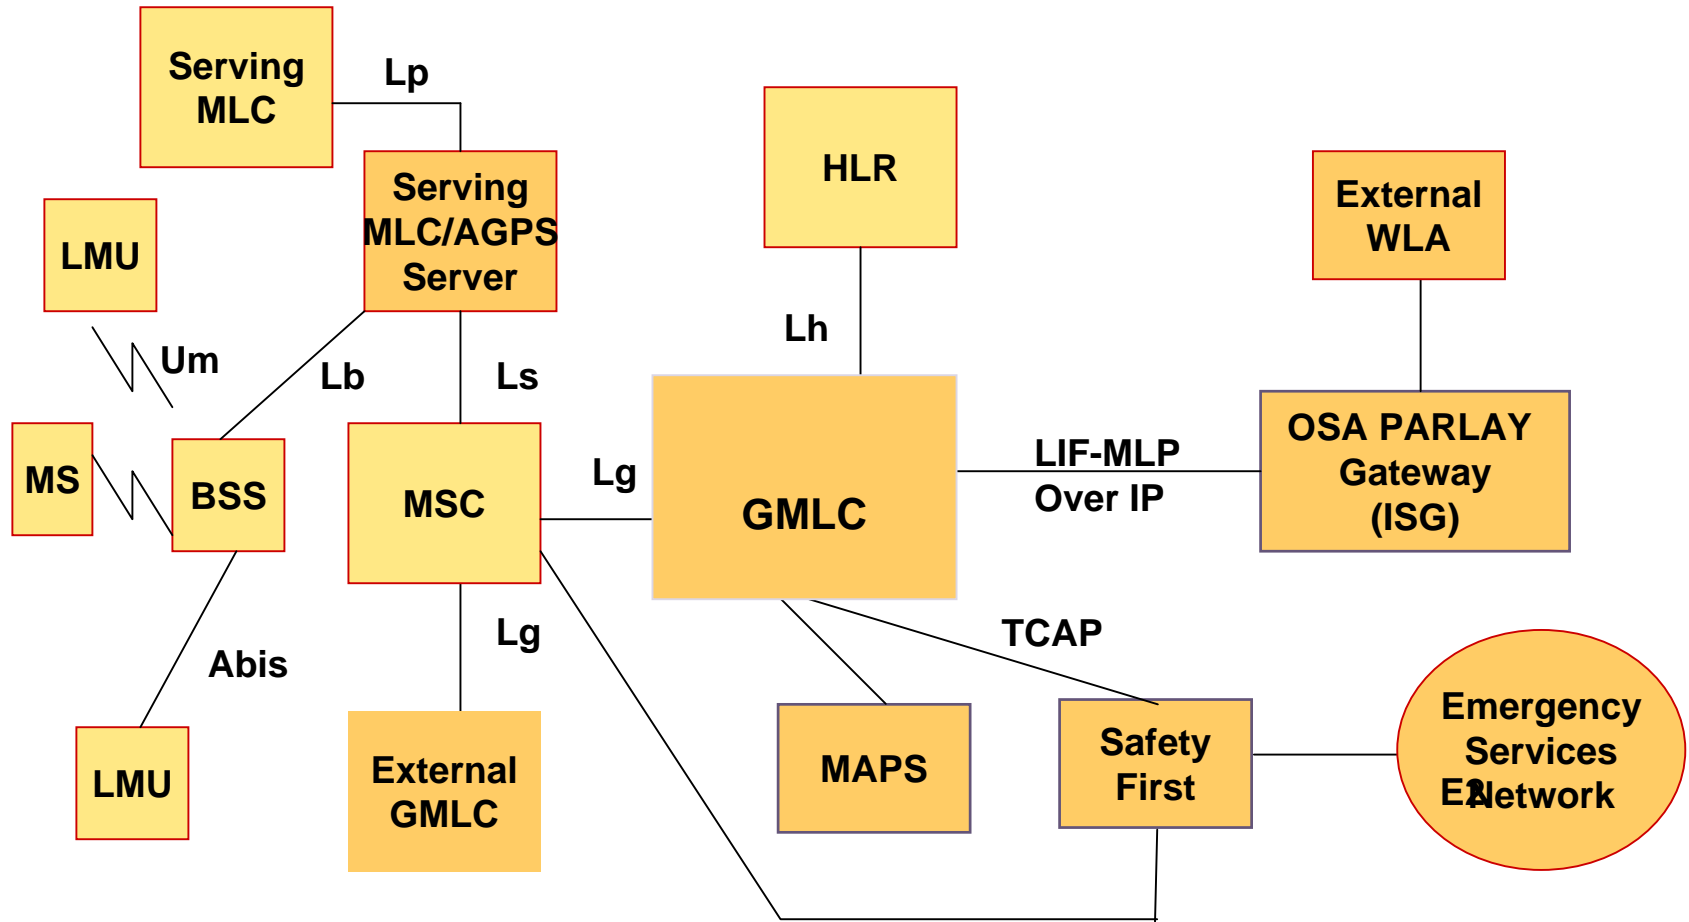 Serving
MLC
Lp
HLR
Serving
MLC/AGPS
Server
External
WLA
LMU
Um
Lb
Ls
Lh
MS
BSS
MSC
Lg
GMLC
LIF-MLP
Over IP
OSA PARLAY
Gateway
(ISG)
Abis
Lg
TCAP
LMU
External
GMLC
MAPS
Safety
First
Emergency
Services
Network
E2